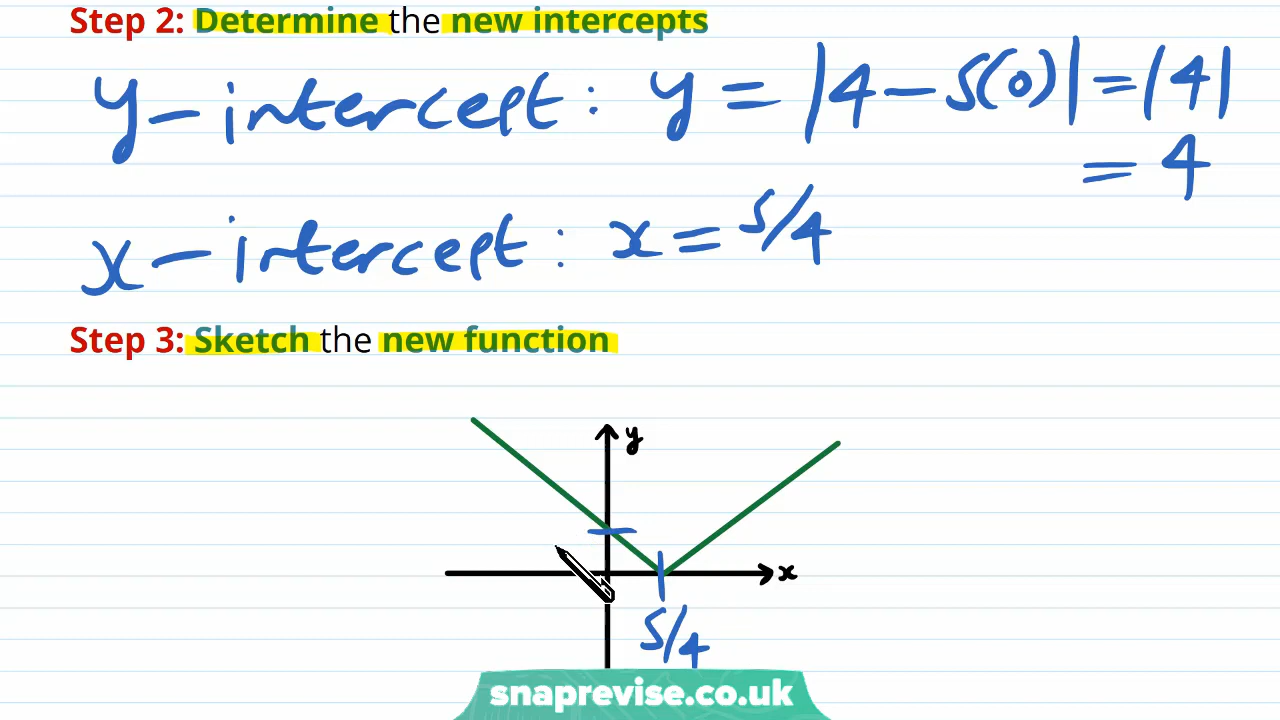 Step 2: Determine the new intercepts
y - intercept: y = |4 - 5(0)| = |4|
= 4
x - intercept: x = 5/4
Step 3: Sketch the new function
y
x
5/4
snaprevise.co.uk